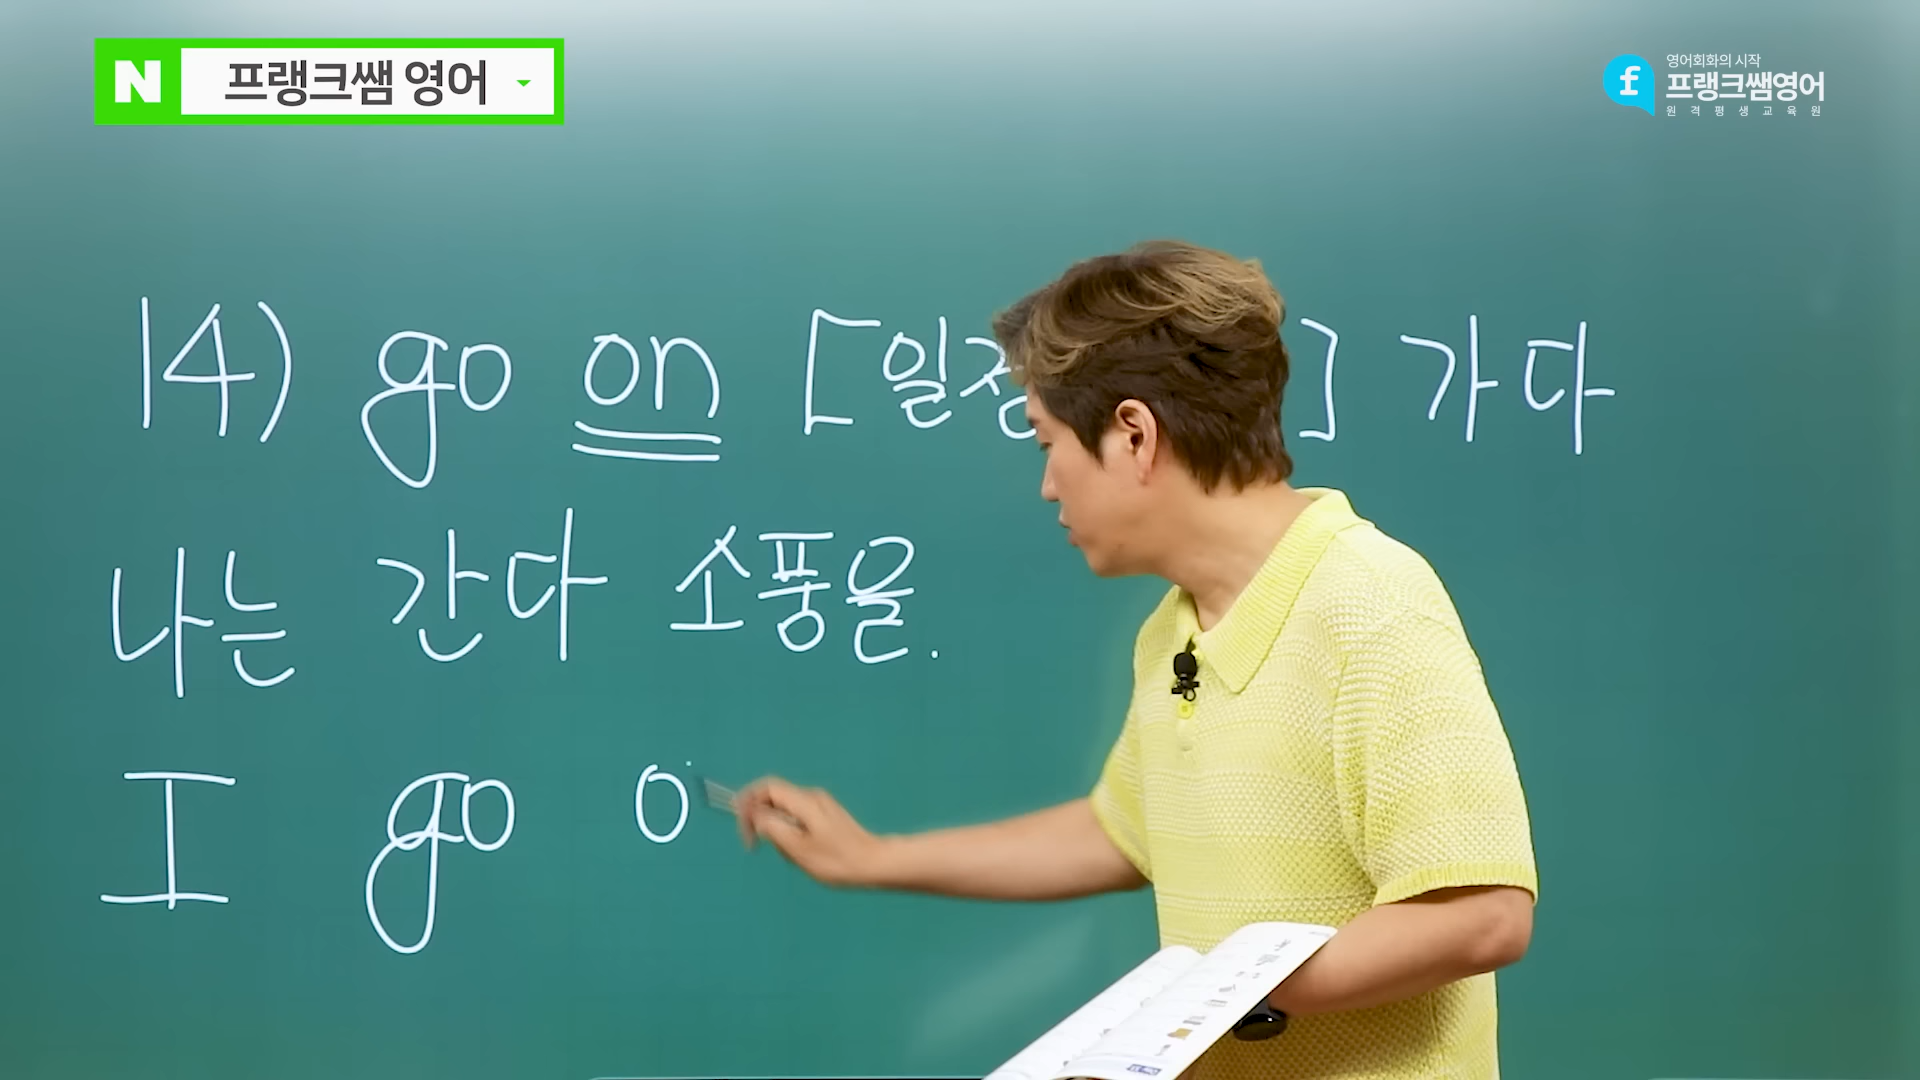 N 프랭크쌤 영어
영어회화의 시작
f 프랭크쌤영어
원격평생교육원
14) go on [일정 ] 가다
나는 간다 소풍을.
I go o